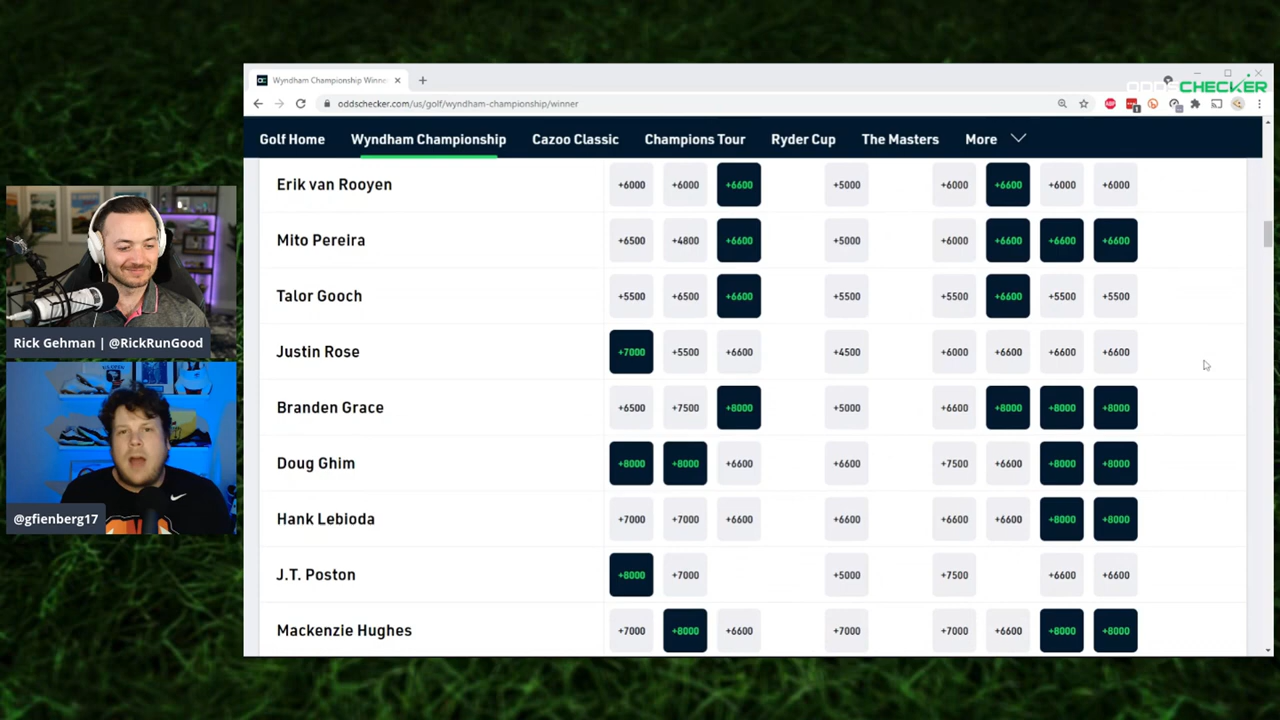 ODDSCHECKER
Wyndham Championship Winne
oddschecker.com/us/golf/wyndham-championship/winner
Golf Home Wyndham Championship Cazoo Classic Champions Tour Ryder Cup The Masters More
Erik van Rooyen +6000 +6000 +6600 +5000 +6000 +6600 +6000 +6000
Mito Pereira +6500 +4800 +6600 +5000 +6000 +6600 +6600 +6600
Talor Gooch +5500 +6500 +6600 +5500 +5500 +6600 +5500 +5500
Justin Rose +7000 +5500 +6600 +4500 +6000 +6600 +6600 +6600
Branden Grace +6500 +7500 +8000 +5000 +6600 +8000 +8000 +8000
Doug Ghim +8000 +8000 +6600 +6600 +7500 +6600 +8000 +8000
Hank Lebioda +7000 +7000 +6600 +6600 +6600 +6600 +8000 +8000
J.T. Poston +8000 +7000 +5000 +7500 +6600 +6600
Mackenzie Hughes +7000 +8000 +6600 +7000 +7000 +6600 +8000 +8000
Rick Gehman | @RickRunGood
@gfienberg17